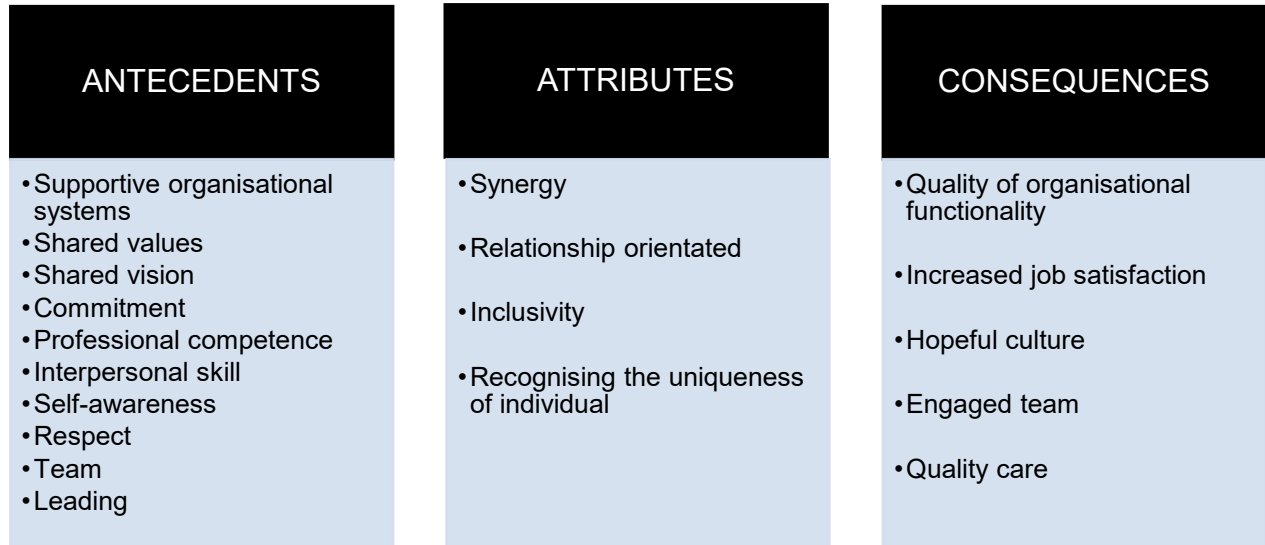 ANTECEDENTS
•Supportive organisational
systems
•Shared values
•Shared vision
•Commitment
•Professional competence
•Interpersonal skill
•Self-awareness
•Respect
•Team
•Leading
ATTRIBUTES
•Synergy
•Relationship orientated
•Inclusivity
•Recognising the uniqueness
of individual
CONSEQUENCES
•Quality of organisational
functionality
•Increased job satisfaction
•Hopeful culture
•Engaged team
•Quality care